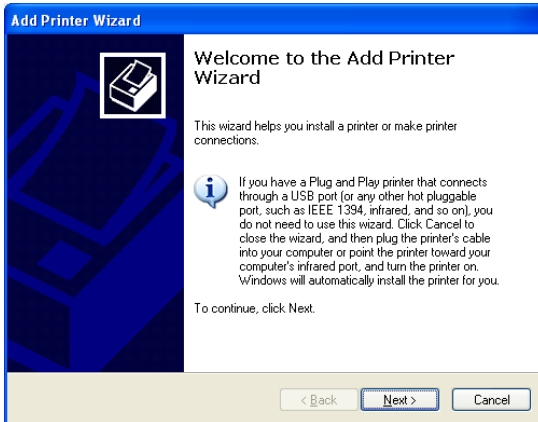 Add Printer Wizard
Welcome to the Add Printer
Wizard
This wizard helps you install a printer or make printer
connections.
If you have a Plug and Play printer that connects
through a USB port (or any other hot pluggable
port, such as IEEE 1394, infrared, and so on), you
do not need to use this wizard. Click Cancel to
close the wizard, and then plug the printer's cable
into your computer or point the printer toward your
computer's infrared port, and turn the printer on.
Windows will automatically install the printer for you.
To continue, click Next.
< Back Next > Cancel